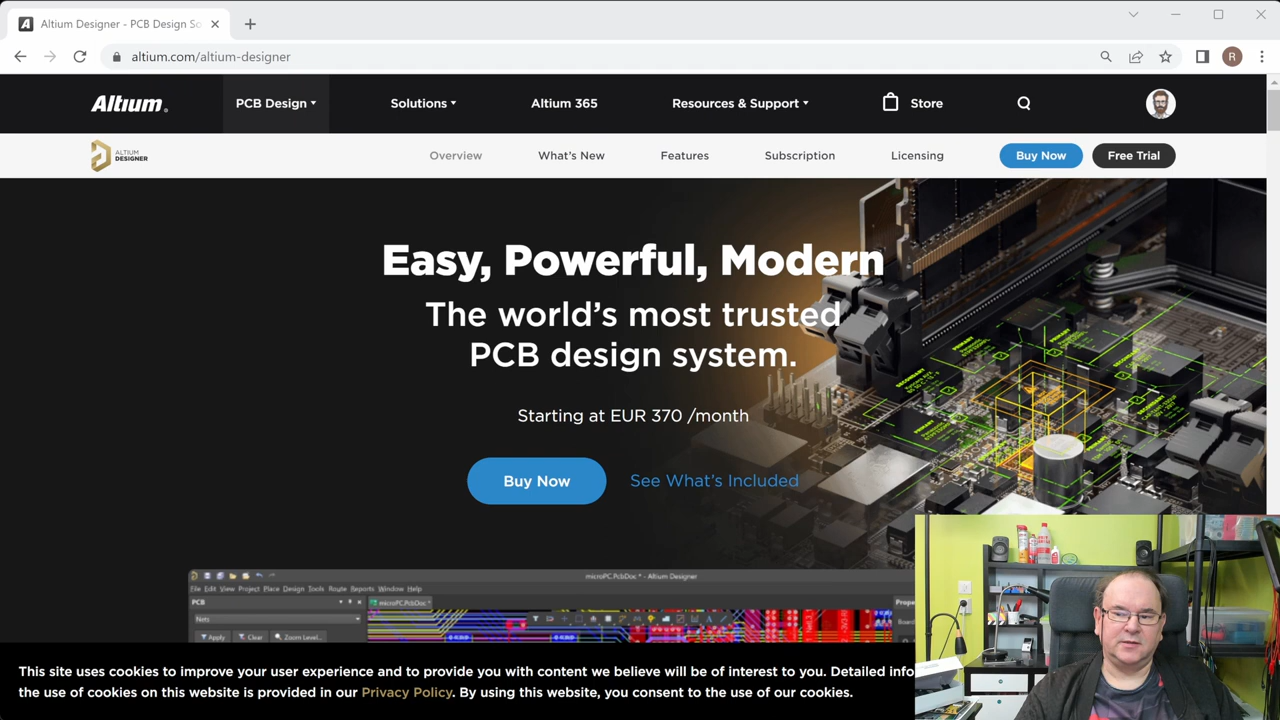 Altium Designer - PCB Design So
altium.com/altium-designer
R
Altium.
PCB Design
Solutions
Altium 365
Resources & Support
Store
ALTIUM
DESIGNER
Overview
What's New
Features
Subscription
Licensing
Buy Now
Free Trial
Easy, Powerful, Modern
The world's most trusted
PCB design system.
Starting at EUR 370 /month
Buy Now
See What's Included
microPC.PcbDoc * - Altium Designer
File Edit View Project Place Design Tools Route Reports Window Help
PCB
microPC.PcbDoc *
Nets
Apply
Clear
Zoom Level...
This site uses cookies to improve your user experience and to provide you with content we believe will be of interest to you. Detailed info
the use of cookies on this website is provided in our Privacy Policy. By using this website, you consent to the use of our cookies.